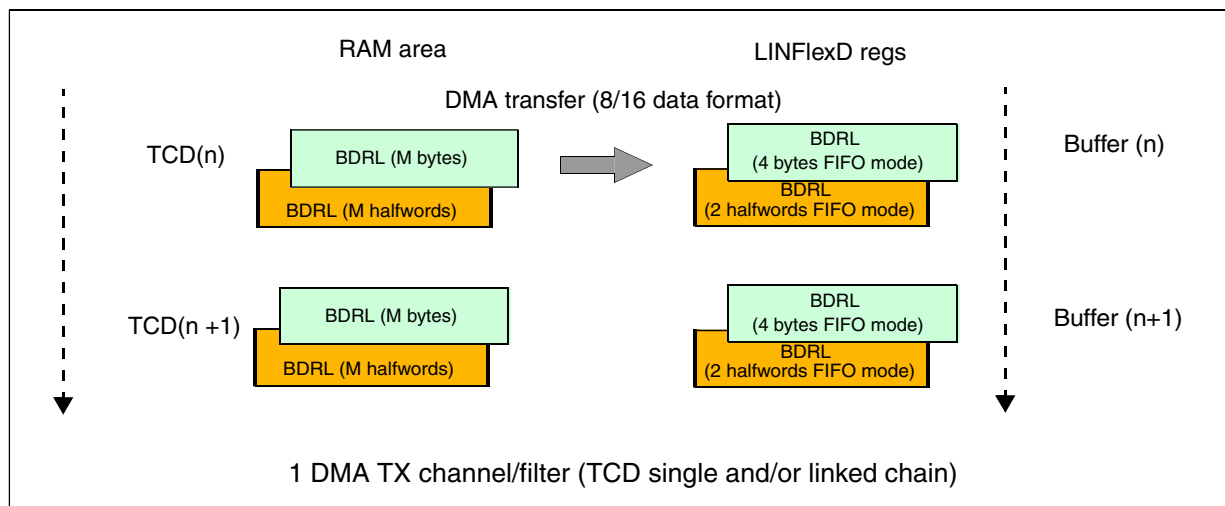 RAM area
LINFlexD regs
DMA transfer (8/16 data format)
TCD(n)
BDRL (M bytes)
BDRL (M halfwords)
BDRL
(4 bytes FIFO mode)
BDRL
(2 halfwords FIFO mode)
Buffer (n)
TCD(n +1)
BDRL (M bytes)
BDRL (M halfwords)
BDRL
(4 bytes FIFO mode)
BDRL
(2 halfwords FIFO mode)
Buffer (n+1)
1 DMA TX channel/filter (TCD single and/or linked chain)